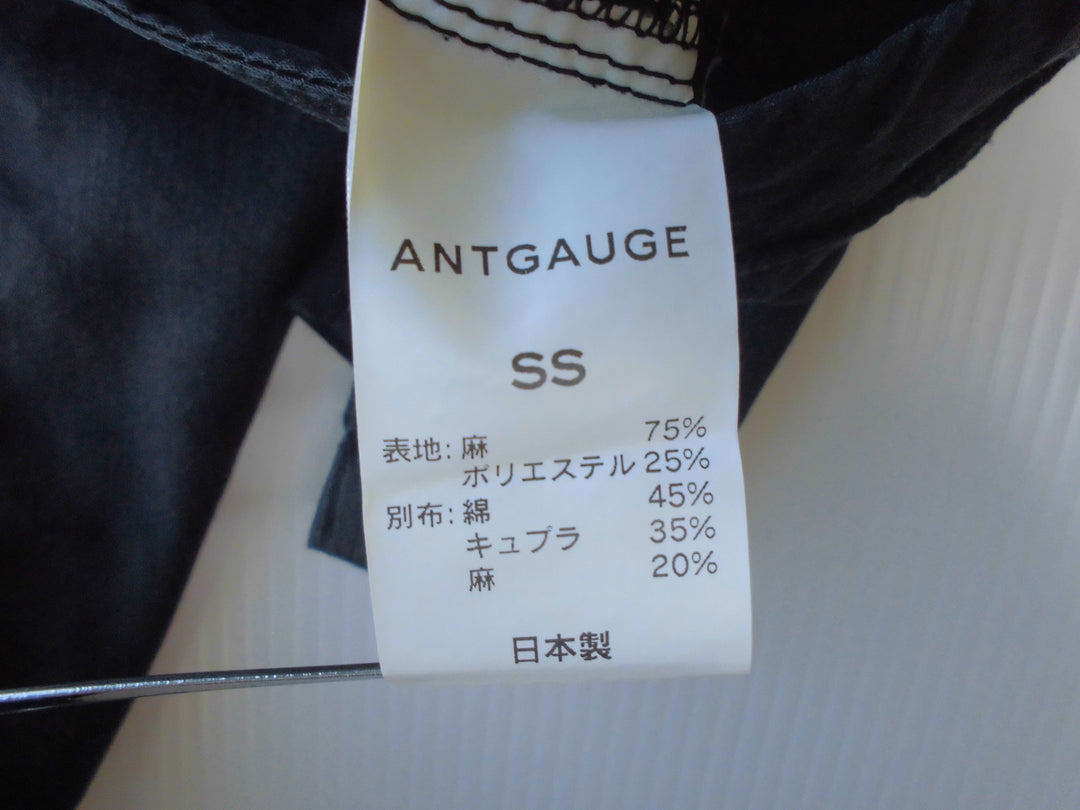 ANTGAUGE
SS
表地: 麻 75%
ポリエステル 25%
別布: 綿 45%
キュプラ 35%
麻 20%
日本製